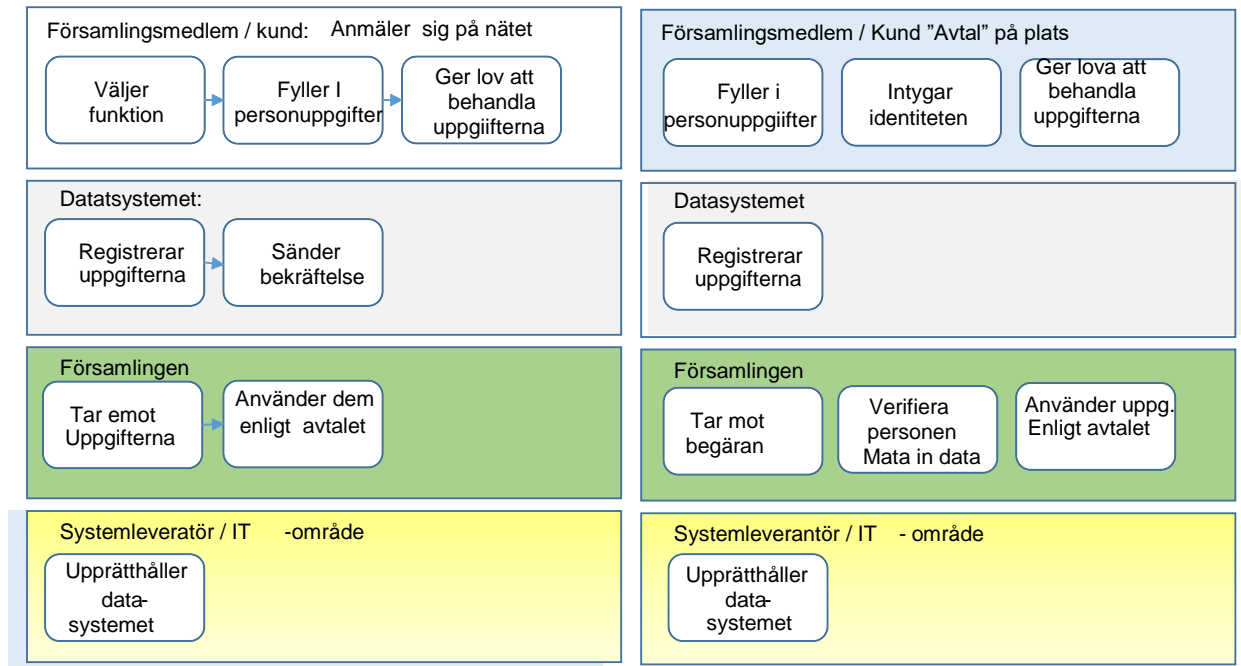 Församlingsmedlem / kund: Anmäler sig på nätet
Väljer
funktion
Fyller I
personuppgifter
Ger lov att
behandla
uppgiifterna
Datatsystemet:
Registrerar
uppgifterna
Sänder
bekräftelse
Församlingen
Tar emot
Uppgifterna
Använder dem
enligt avtalet
Systemleveratör / IT -område
Upprätthåller
data-
systemet
Församlingsmedlem / Kund ”Avtal” på plats
Fyller i
personuppgiifter
Intygar
identiteten
Ger lova att
behandla
uppgifterna
Datasystemet
Registrerar
uppgifterna
Församlingen
Tar mot
begäran
Verifiera
personen
Mata in data
Använder uppg.
Enligt avtalet
Systemleverantör / IT - område
Upprätthåller
data-
systemet